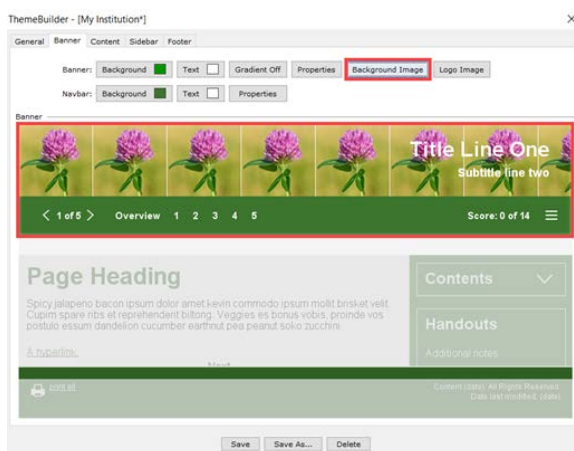 ThemeBuilder - [My Institution*]
General Banner Content Sidebar Footer
Banner: Background Text Gradient Off Properties Background Image Logo Image
Navbar: Background Text Properties
Banner
Title Line One
Subtitle line two
< 1 of 5 > Overview 1 2 3 4 5 Score: 0 of 14
Page Heading
Spicy jalapeno bacon ipsum dolor amet kevin commodo ipsum mollit brisket velit.
Cupim spare ribs et reprehenderit biltong. Veggies es bonus vobis, proinde vos
postulo essum dandelion cucumber earthnut pea peanut soko zucchini.
A hyperlink.
Next
Contents
Handouts
Additional notes
print all
Content (date). All Rights Reserved.
Date last modified: (date)
Save Save As... Delete